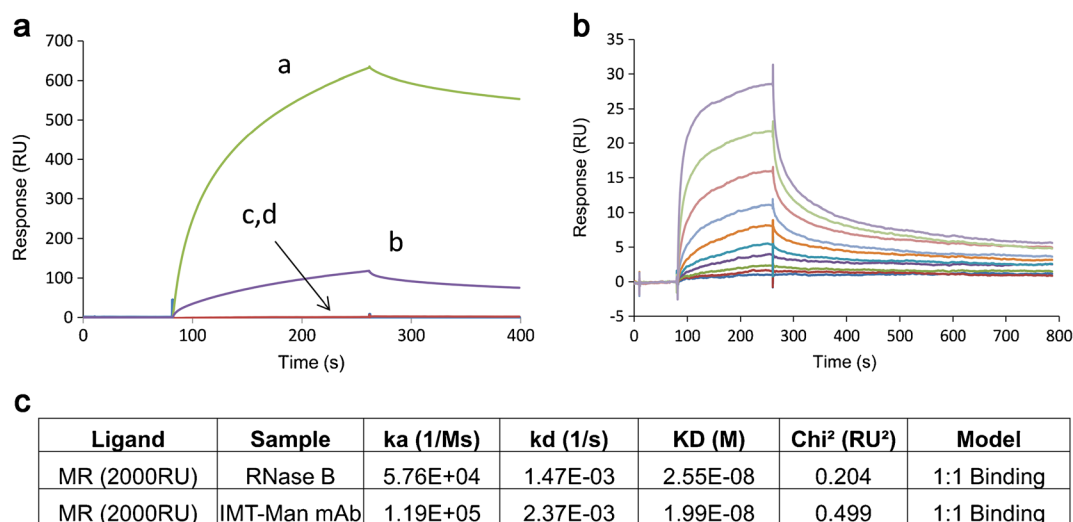 a
b
700
600
500
400
300
200
100
0
Response (RU)
a
c,d
b
0
100
200
300
400
Time (s)
35
30
25
20
15
10
5
0
-5
Response (RU)
0
100
200
300
400
500
600
700
800
Time (s)
c
Ligand Sample ka (1/Ms) kd (1/s) KD (M) Chi² (RU²) Model
MR (2000RU) RNase B 5.76E+04 1.47E-03 2.55E-08 0.204 1:1 Binding
MR (2000RU) IMT-Man mAb 1.19E+05 2.37E-03 1.99E-08 0.499 1:1 Binding